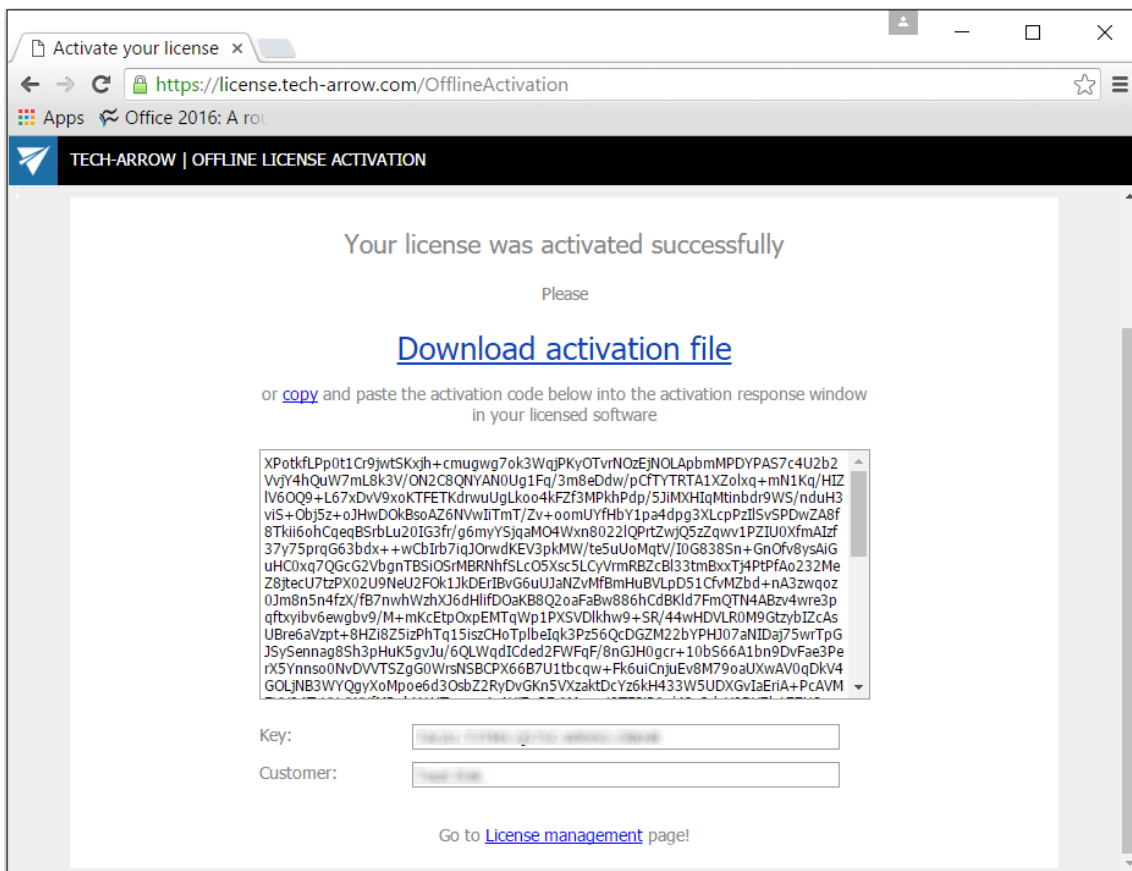 Activate your license
https://license.tech-arrow.com/OfflineActivation
Apps Office 2016: A rou
TECH-ARROW | OFFLINE LICENSE ACTIVATION
Your license was activated successfully
Please
Download activation file
or copy and paste the activation code below into the activation response window
in your licensed software
XPotkfLPp0t1Cr9jwtSKxjh+cmugwg7ok3WqjPKyOTvrNOzEjNOLApbmMPDYPAS7c4U2b2
VvjY4hQuW7mL8k3V/ON2C8QNYAN0Ug1Fq/3m8eDdw/pCfTYTRTA1XZolxq+mN1Kq/HIZ
lV6OQ9+L67xDvV9xoKTFETKdrwuUgLkoo4kFZf3MPkhPdp/5JiMXHIqMtinbdr9WS/nduH3
viS+Obj5z+oJHwDOkBsoAZ6NVwIiTmT/Zv+oomUYfHbY1pa4dpg3XLcpPzIlSvSPDwZA8f
8Tkii6ohCqeqBSrbLu20IG3fr/g6myYSjqaMO4Wxn8022lQPrtZwjQ5zZqwv1PZIU0XfmAIzf
37y75prqG63bdx++wCbIrb7iqJOrwdKEV3pkMW/te5uUoMqtV/I0G838Sn+GnOfv8ysAiG
uHC0xq7QGcG2VbgnTBSiOSrMBRNhfSLcO5Xsc5LCyVrmRBZcBl33tmBxxTj4PtPfAo232Me
Z8jtecU7tzPX02U9NeU2FOk1JkDErIBvG6uUJaNZvMfBmHuBVLpD51CfvMZbd+nA3zwqoz
0Jm8n5n4fzX/fB7nwhWzhXJ6dHlifDOaKB8Q2oaFaBw886hCdBKld7FmQTN4ABzv4wre3p
qftxyibv6ewgbv9/M+mKcEtpOxpEMTqWp1PXSVDlkhw9+SR/44wHDVLR0M9GtzybIZcAs
UBre6aVzpt+8HZi8Z5izPhTq15iszCHoTplbeIqk3Pz56QcDGZM22bYPHJ07aNIDaj75wrTpG
JSySennag8Sh3pHuK5gvJu/6QLWqdICded2FWFqF/8nGJH0gcr+10bS66A1bn9DvFae3Pe
rX5Ynnso0NvDVVTSZgG0WrsNSBCPX66B7U1tbcqw+Fk6uiCnjuEv8M79oaUXwAV0qDkV4
GOLjNB3WYQgyXoMpoe6d3OsbZ2RyDvGKn5VXzaktDcYz6kH433W5UDXGvIaEriA+PcAVM
Key:
Customer:
Go to License management page!